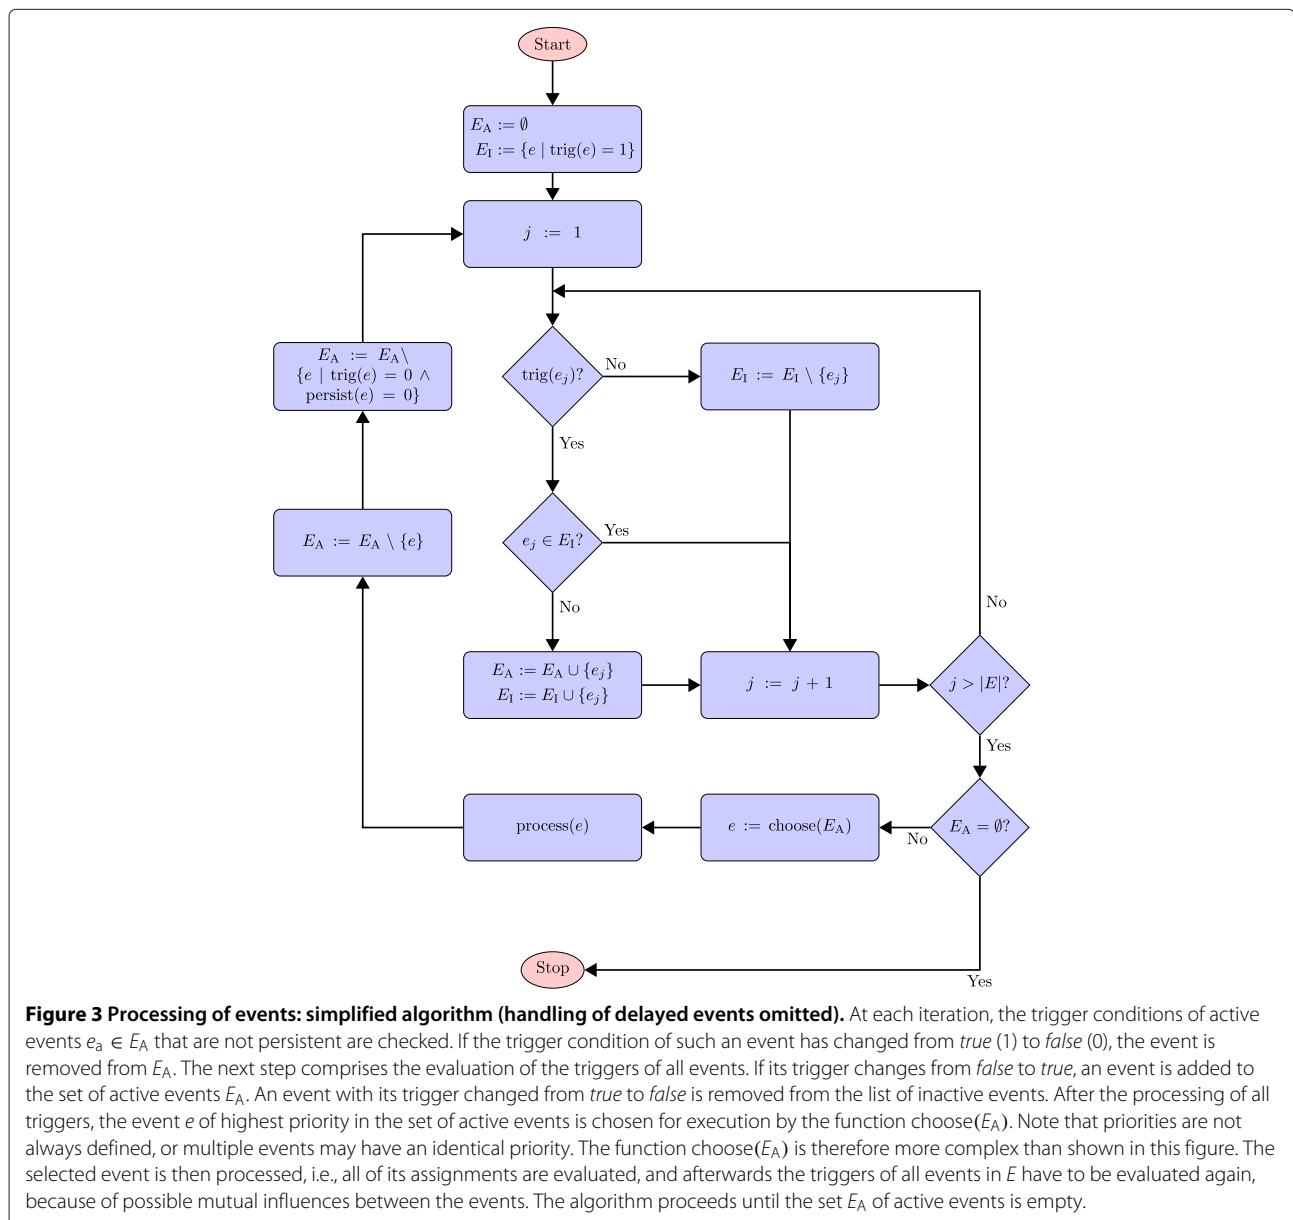 Start
E_A := ∅
E_I := {e | trig(e) = 1}
j := 1
E_A := E_A\
{e | trig(e) = 0 ∧
persist(e) = 0}
trig(e_j)?
No
E_I := E_I \ {e_j}
Yes
E_A := E_A \ {e}
e_j ∈ E_I?
Yes
No
No
E_A := E_A ∪ {e_j}
E_I := E_I ∪ {e_j}
j := j + 1
j > |E|?
Yes
process(e)
e := choose(E_A)
No
E_A = ∅?
Stop
Yes
Figure 3 Processing of events: simplified algorithm (handling of delayed events omitted). At each iteration, the trigger conditions of active
events e_a ∈ E_A that are not persistent are checked. If the trigger condition of such an event has changed from true (1) to false (0), the event is
removed from E_A. The next step comprises the evaluation of the triggers of all events. If its trigger changes from false to true, an event is added to
the set of active events E_A. An event with its trigger changed from true to false is removed from the list of inactive events. After the processing of all
triggers, the event e of highest priority in the set of active events is chosen for execution by the function choose(E_A). Note that priorities are not
always defined, or multiple events may have an identical priority. The function choose(E_A) is therefore more complex than shown in this figure. The
selected event is then processed, i.e., all of its assignments are evaluated, and afterwards the triggers of all events in E have to be evaluated again,
because of possible mutual influences between the events. The algorithm proceeds until the set E_A of active events is empty.